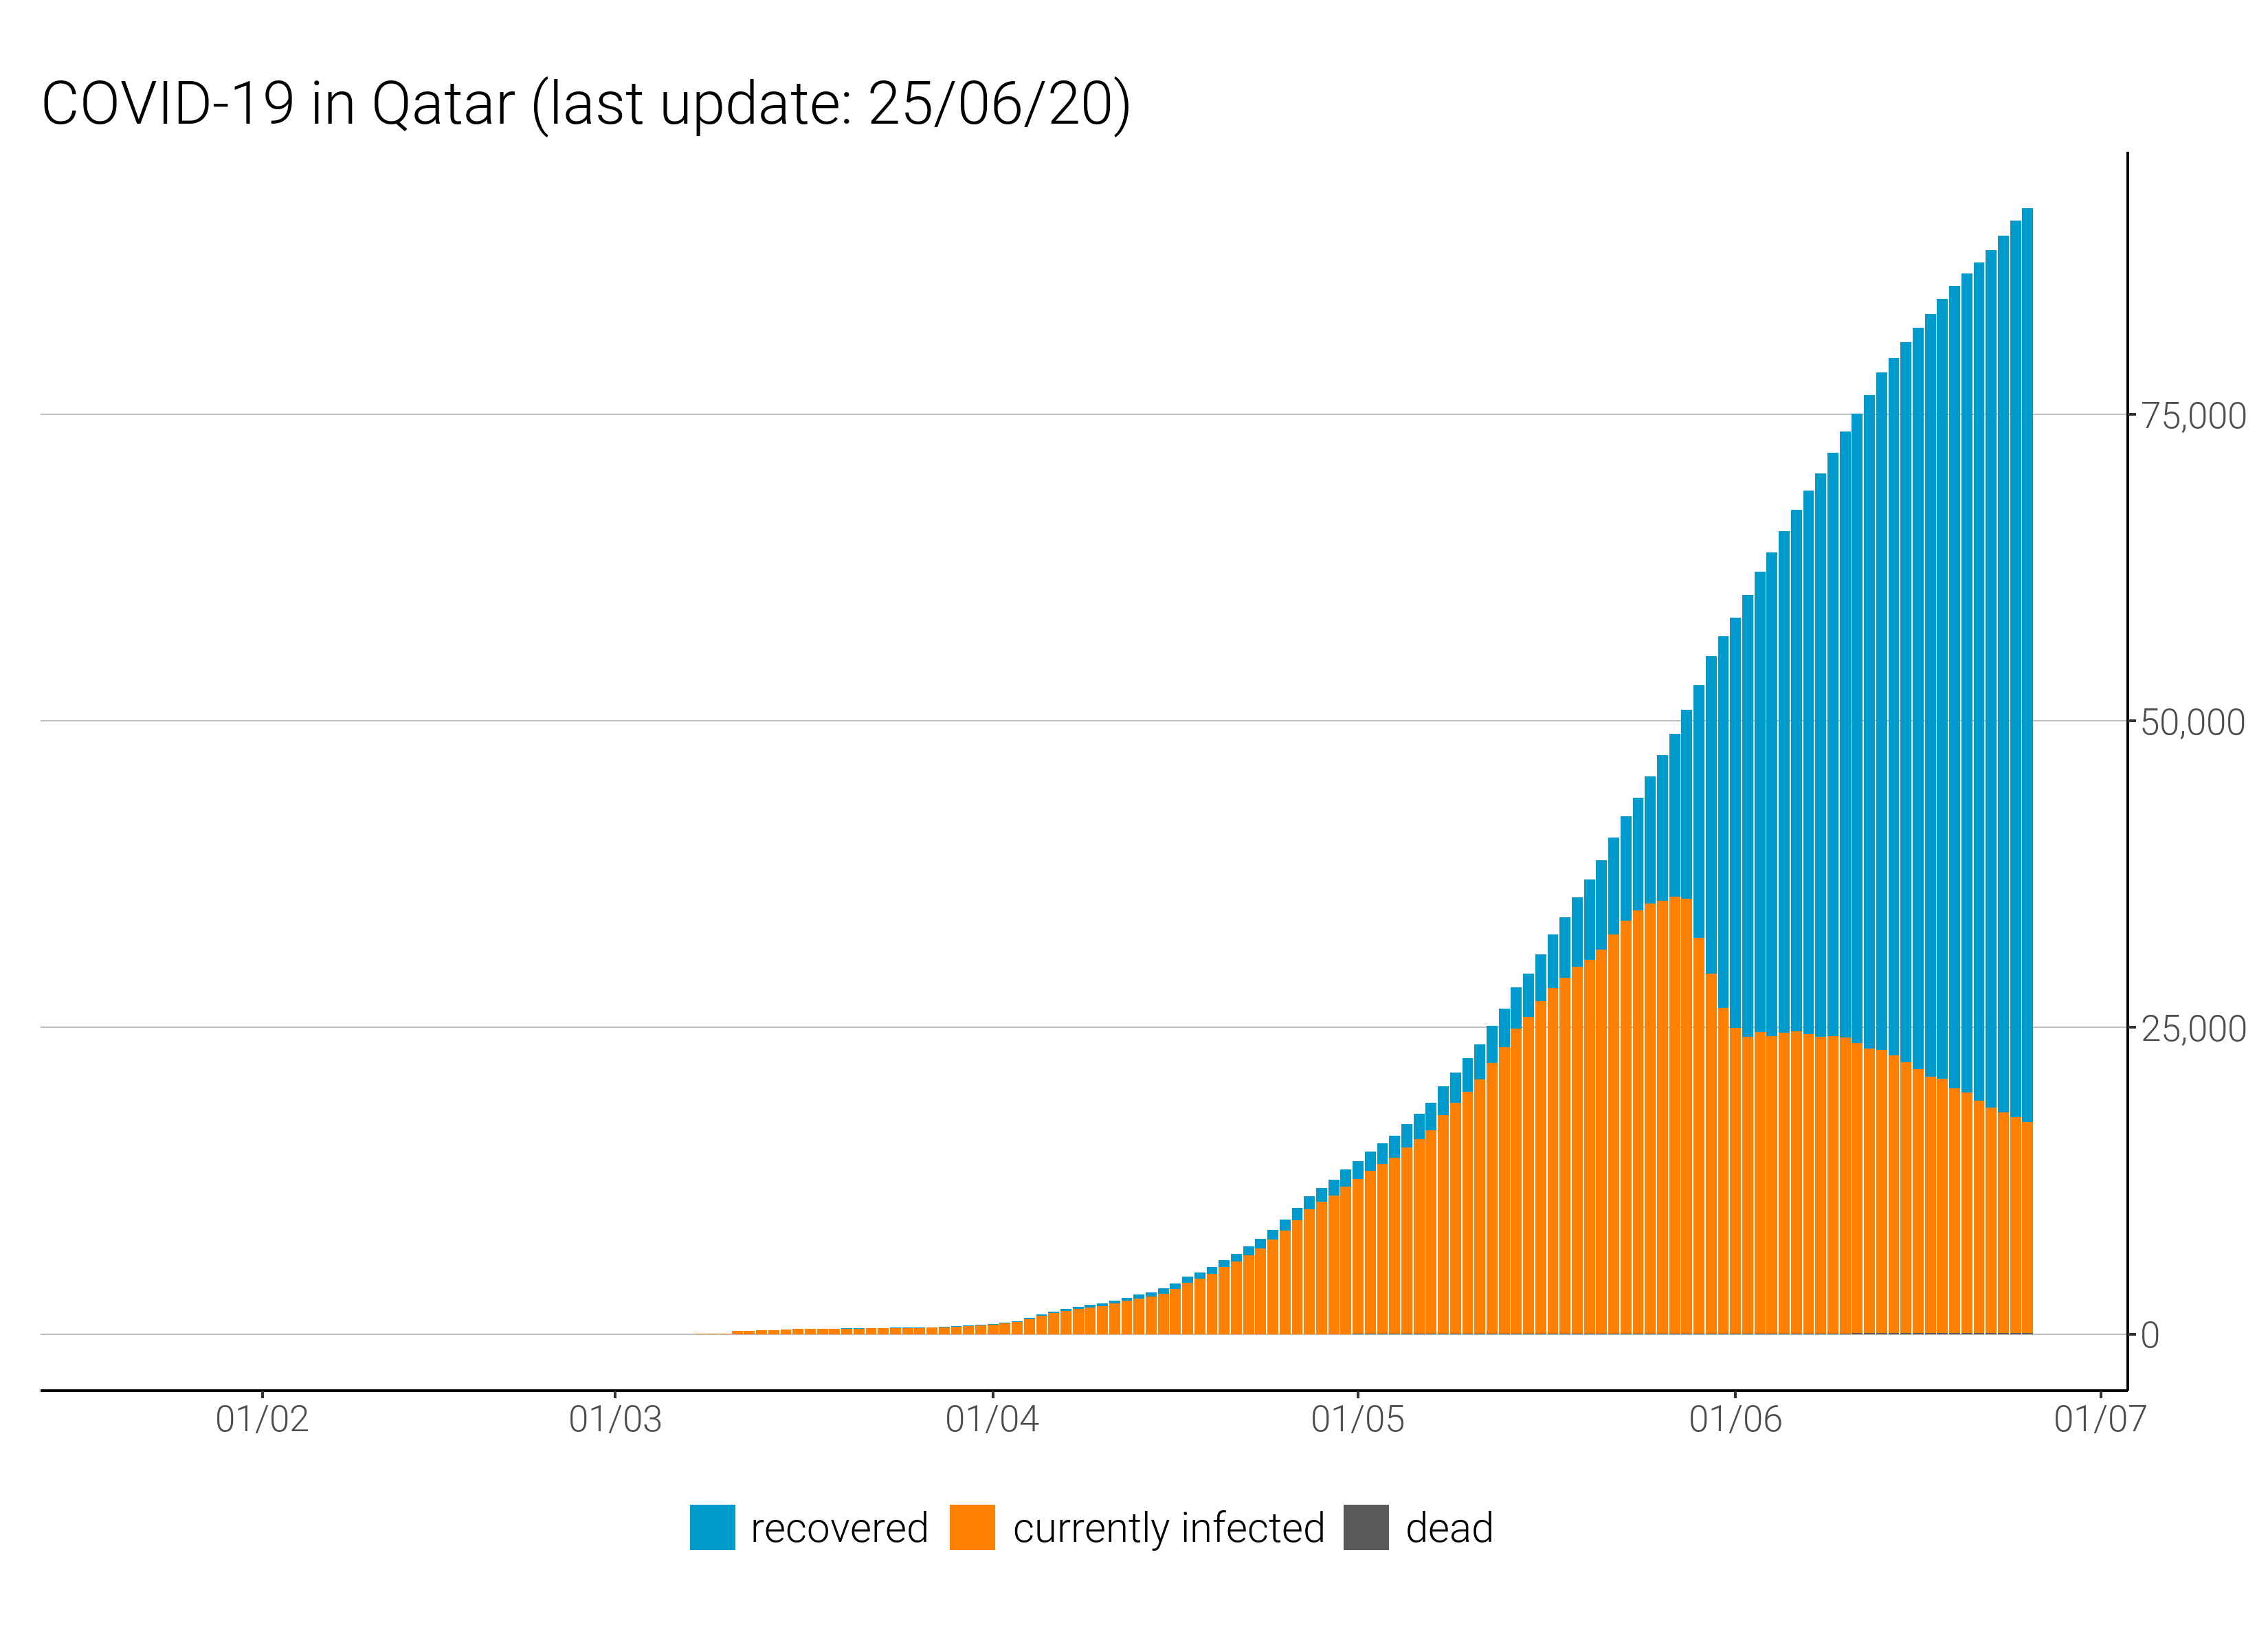 COVID-19 in Qatar (last update: 25/06/20)
75,000
50,000
25,000
0
01/02 01/03 01/04 01/05 01/06 01/07
recovered currently infected dead